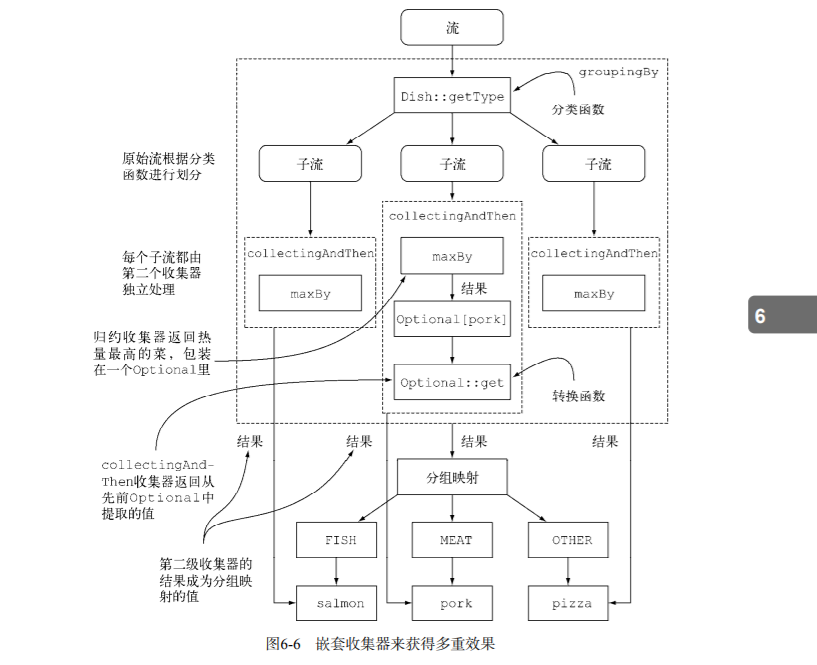 流
groupingBy
Dish::getType
分类函数
原始流根据分类
函数进行划分
子流
子流
子流
collectingAndThen
每个子流都由
第二个收集器
独立处理
collectingAndThen
maxBy
collectingAndThen
maxBy
maxBy
结果
Optional[pork]
归约收集器返回热
量最高的菜，包装
在一个Optional里
Optional::get
转换函数
结果
结果
结果
结果
collectingAnd-
Then收集器返回从
先前Optional中
提取的值
分组映射
FISH
MEAT
OTHER
第二级收集器的
结果成为分组映
射的值
salmon
pork
pizza
图6-6 嵌套收集器来获得多重效果
6